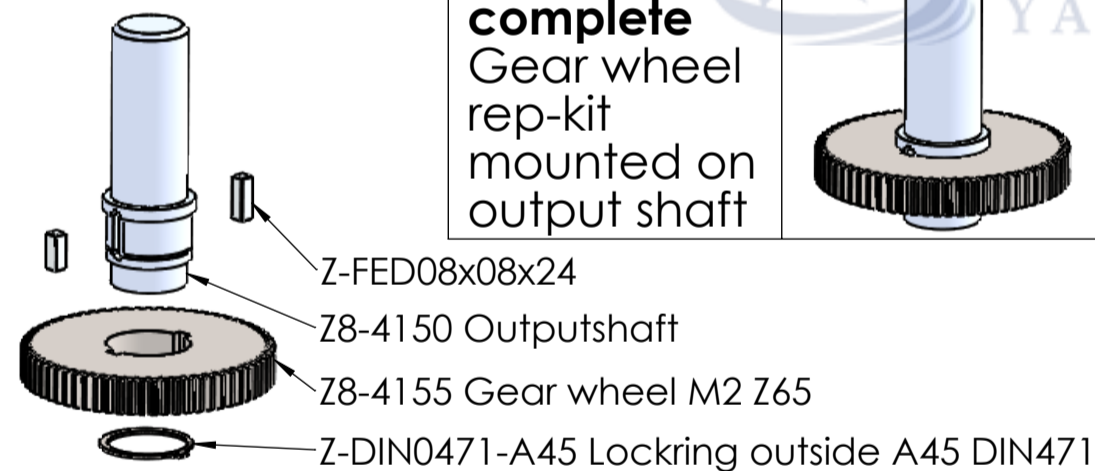 complete
Gear wheel
rep-kit
mounted on
output shaft
YA
Z-FED08x08x24
Z8-4150 Outputshaft
Z8-4155 Gear wheel M2 Z65
Z-DIN0471-A45 Lockring outside A45 DIN471